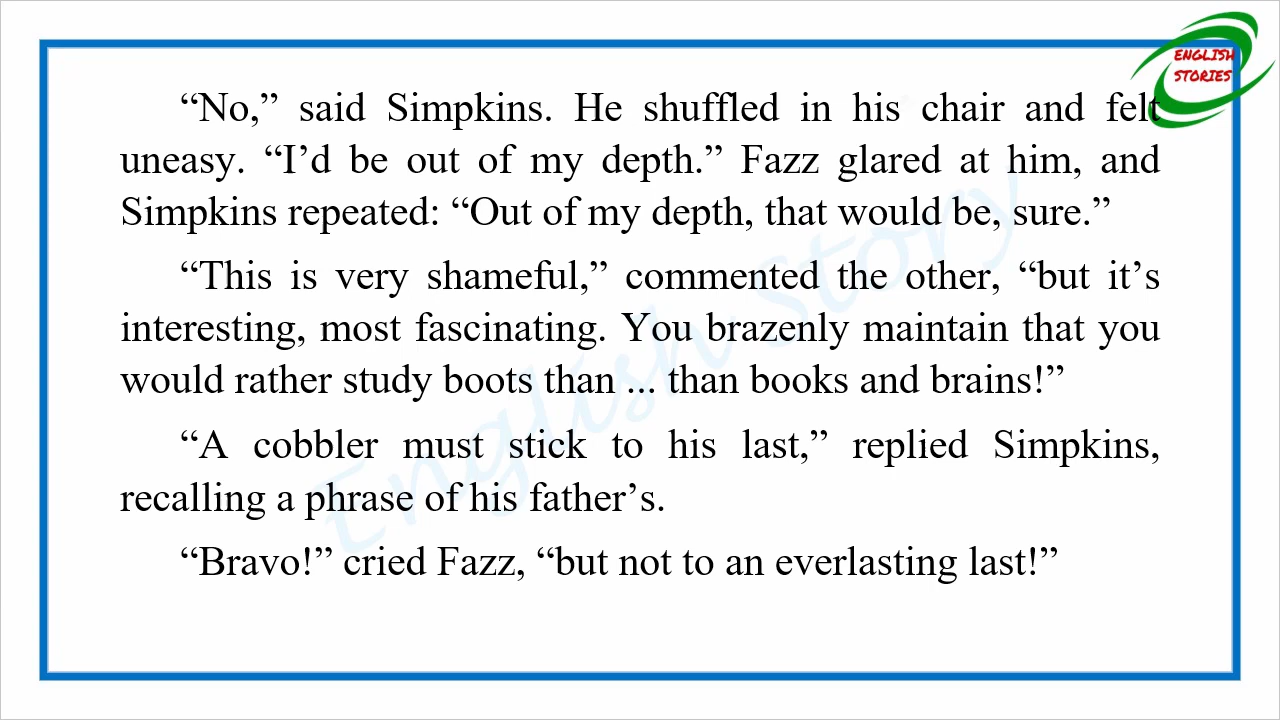 ENGLISH
STORIES
“No,” said Simpkins. He shuffled in his chair and felt
uneasy. “I’d be out of my depth.” Fazz glared at him, and
Simpkins repeated: “Out of my depth, that would be, sure.”
“This is very shameful,” commented the other, “but it’s
interesting, most fascinating. You brazenly maintain that you
would rather study boots than ... than books and brains!”
“A cobbler must stick to his last,” replied Simpkins,
recalling a phrase of his father’s.
“Bravo!” cried Fazz, “but not to an everlasting last!”
English Story